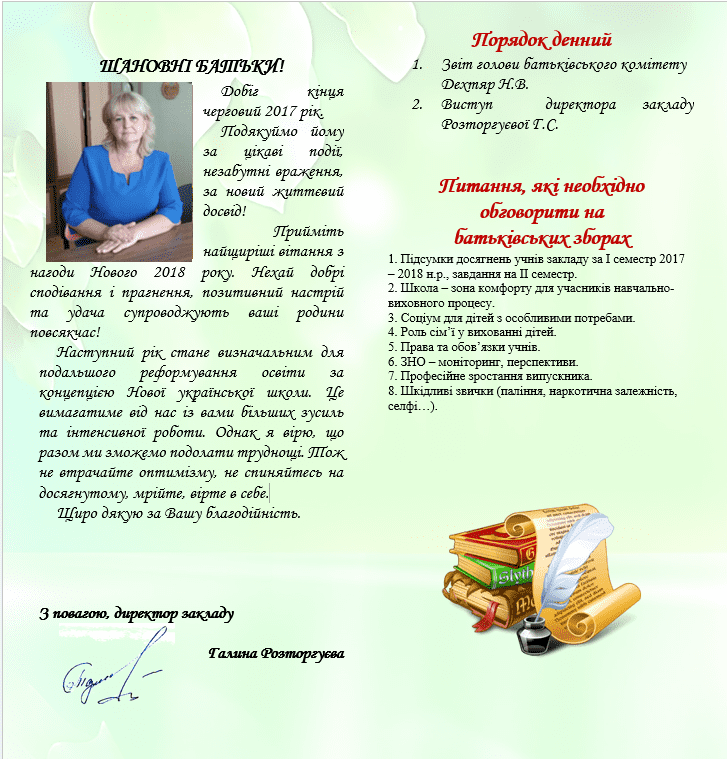 ШАНОВНІ БАТЬКИ!
Добіг кінця
черговий 2017 рік.
Подякуймо йому
за цікаві події,
незабутні враження,
за новий життєвий
досвід!
Прийміть
найщиріші вітання з
нагоди Нового 2018 року. Нехай добрі
сподівання і прагнення, позитивний настрій
та удача супроводжують ваші родини
повсякчас!
Наступний рік стане визначальним для
подальшого реформування освіти за
концепцією Нової української школи. Це
вимагатиме від нас із вами більших зусиль
та інтенсивної роботи. Однак я вірю, що
разом ми зможемо подолати труднощі. Тож
не втрачайте оптимізму, не спиняйтесь на
досягнутому, мрійте, вірте в себе.
Щиро дякую за Вашу благодійність.
З повагою, директор закладу
Галина Розторгуєва
Порядок денний
1. Звіт голови батьківського комітету
Дехтяр Н.В.
2. Виступ директора закладу
Розторгуєвої Г.С.
Питання, які необхідно
обговорити на
батьківських зборах
1. Підсумки досягнень учнів закладу за І семестр 2017
– 2018 н.р., завдання на ІІ семестр.
2. Школа – зона комфорту для учасників навчально-
виховного процесу.
3. Соціум для дітей з особливими потребами.
4. Роль сім’ї у вихованні дітей.
5. Права та обов’язки учнів.
6. ЗНО – моніторинг, перспективи.
7. Професійне зростання випускника.
8. Шкідливі звички (паління, наркотична залежність,
селфі…).